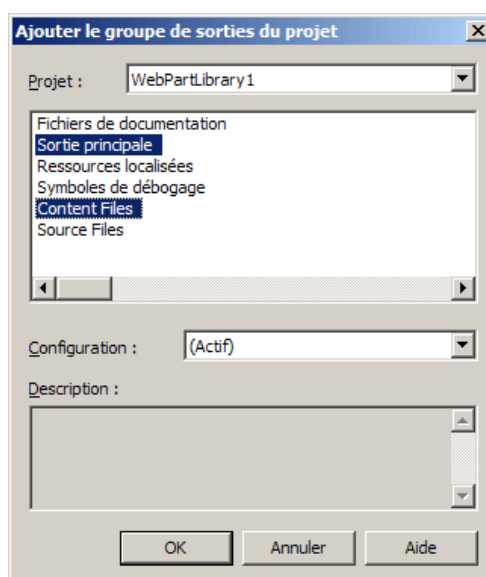 Ajouter le groupe de sorties du projet
Projet : WebPartLibrary1
Fichiers de documentation
Sortie principale
Ressources localisées
Symboles de débogage
Content Files
Source Files
Configuration : (Actif)
Description :
OK Annuler Aide